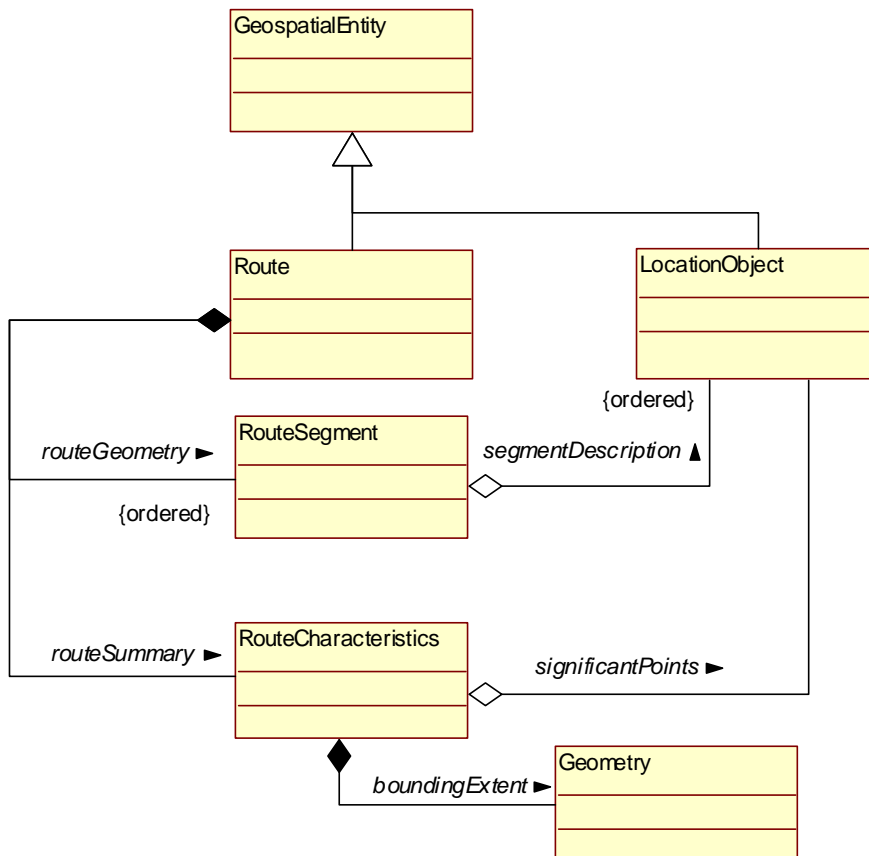 GeospatialEntity
Route
LocationObject
{ordered}
RouteSegment
routeGeometry ►
segmentDescription ▲
{ordered}
RouteCharacteristics
routeSummary ►
significantPoints ►
Geometry
boundingExtent ►